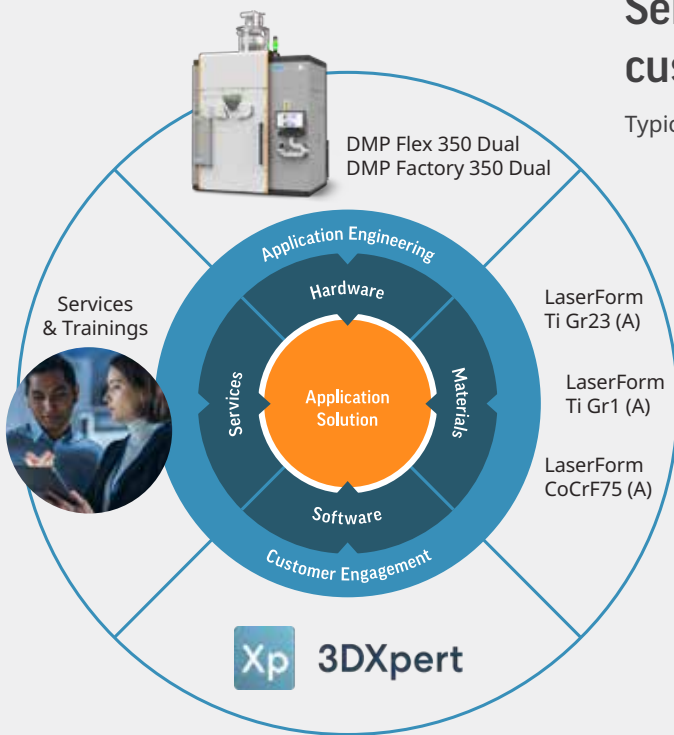 DMP Flex 350 Dual
DMP Factory 350 Dual
Application Engineering
Hardware
Services
& Trainings
LaserForm
Ti Gr23 (A)
Services
Application
Solution
Materials
LaserForm
Ti Gr1 (A)
LaserForm
CoCrF75 (A)
Software
Customer Engagement
Xp 3DXpert